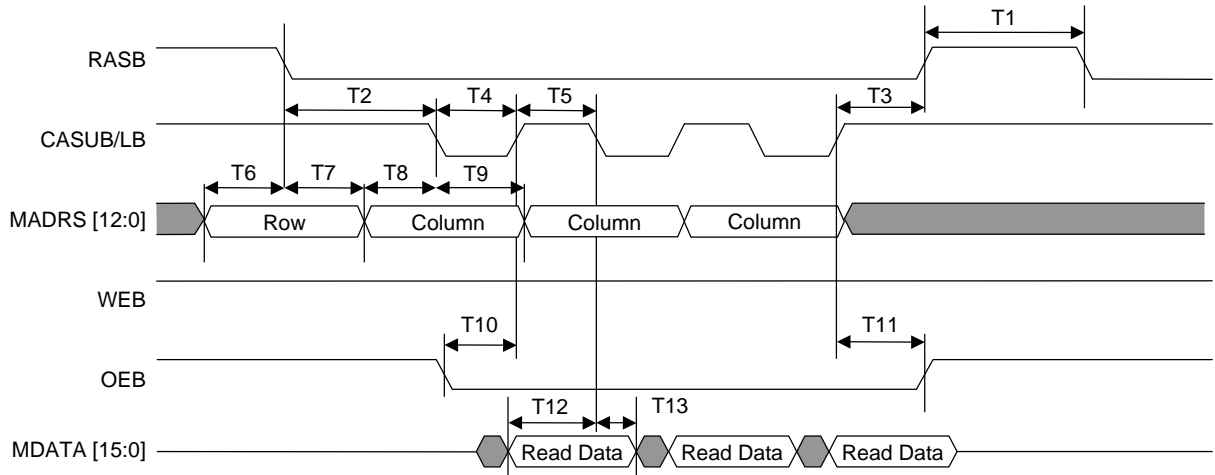 T1
RASB
T2 T4 T5 T3
CASUB/LB
T6 T7 T8 T9
MADRS [12:0] Row Column Column Column
WEB
T10 T11
OEB
T12 T13
MDATA [15:0] Read Data Read Data Read Data